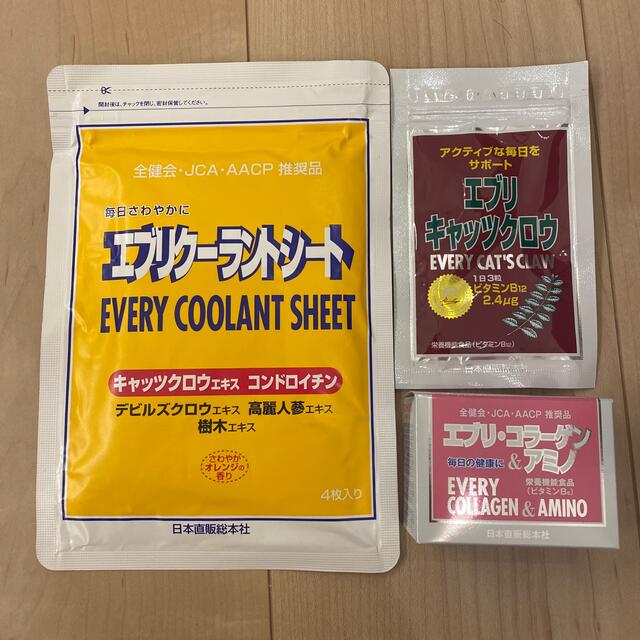 開封後は、チャックを閉じ、密封保管してください。
全健会・JCA・AACP 推奨品
毎日さわやかに
エブリクーラントシート
EVERY COOLANT SHEET
キャッツクロウエキス コンドロイチン
デビルズクロウエキス 高麗人参エキス
樹木エキス
さわやか
オレンジの
香り
4枚入り
日本直販総本社
アクティブな毎日を
サポート
エブリ
キャッツクロウ
EVERY CAT'S CLAW
1日3粒
ビタミンB12
2.4μg
栄養機能食品(ビタミンB12)
日本直販総本社
全健会・JCA・AACP 推奨品
エブリ・コラーゲン
&アミノ
毎日の健康に
栄養機能食品
(ビタミンB6)
EVERY
COLLAGEN & AMINO
日本直販総本社